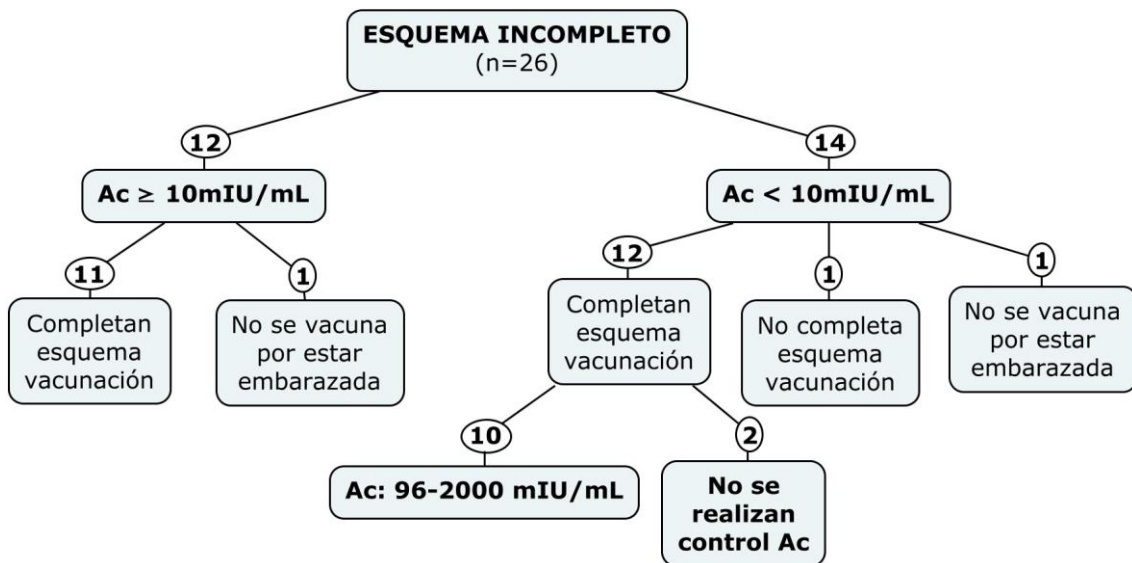 ESQUEMA INCOMPLETO
(n=26)
12
14
Ac ≥ 10mIU/mL
Ac < 10mIU/mL
11
1
12
1
1
Completan
esquema
vacunación
No se vacuna
por estar
embarazada
Completan
esquema
vacunación
No completa
esquema
vacunación
No se vacuna
por estar
embarazada
10
2
Ac: 96-2000 mIU/mL
No se
realizan
control Ac